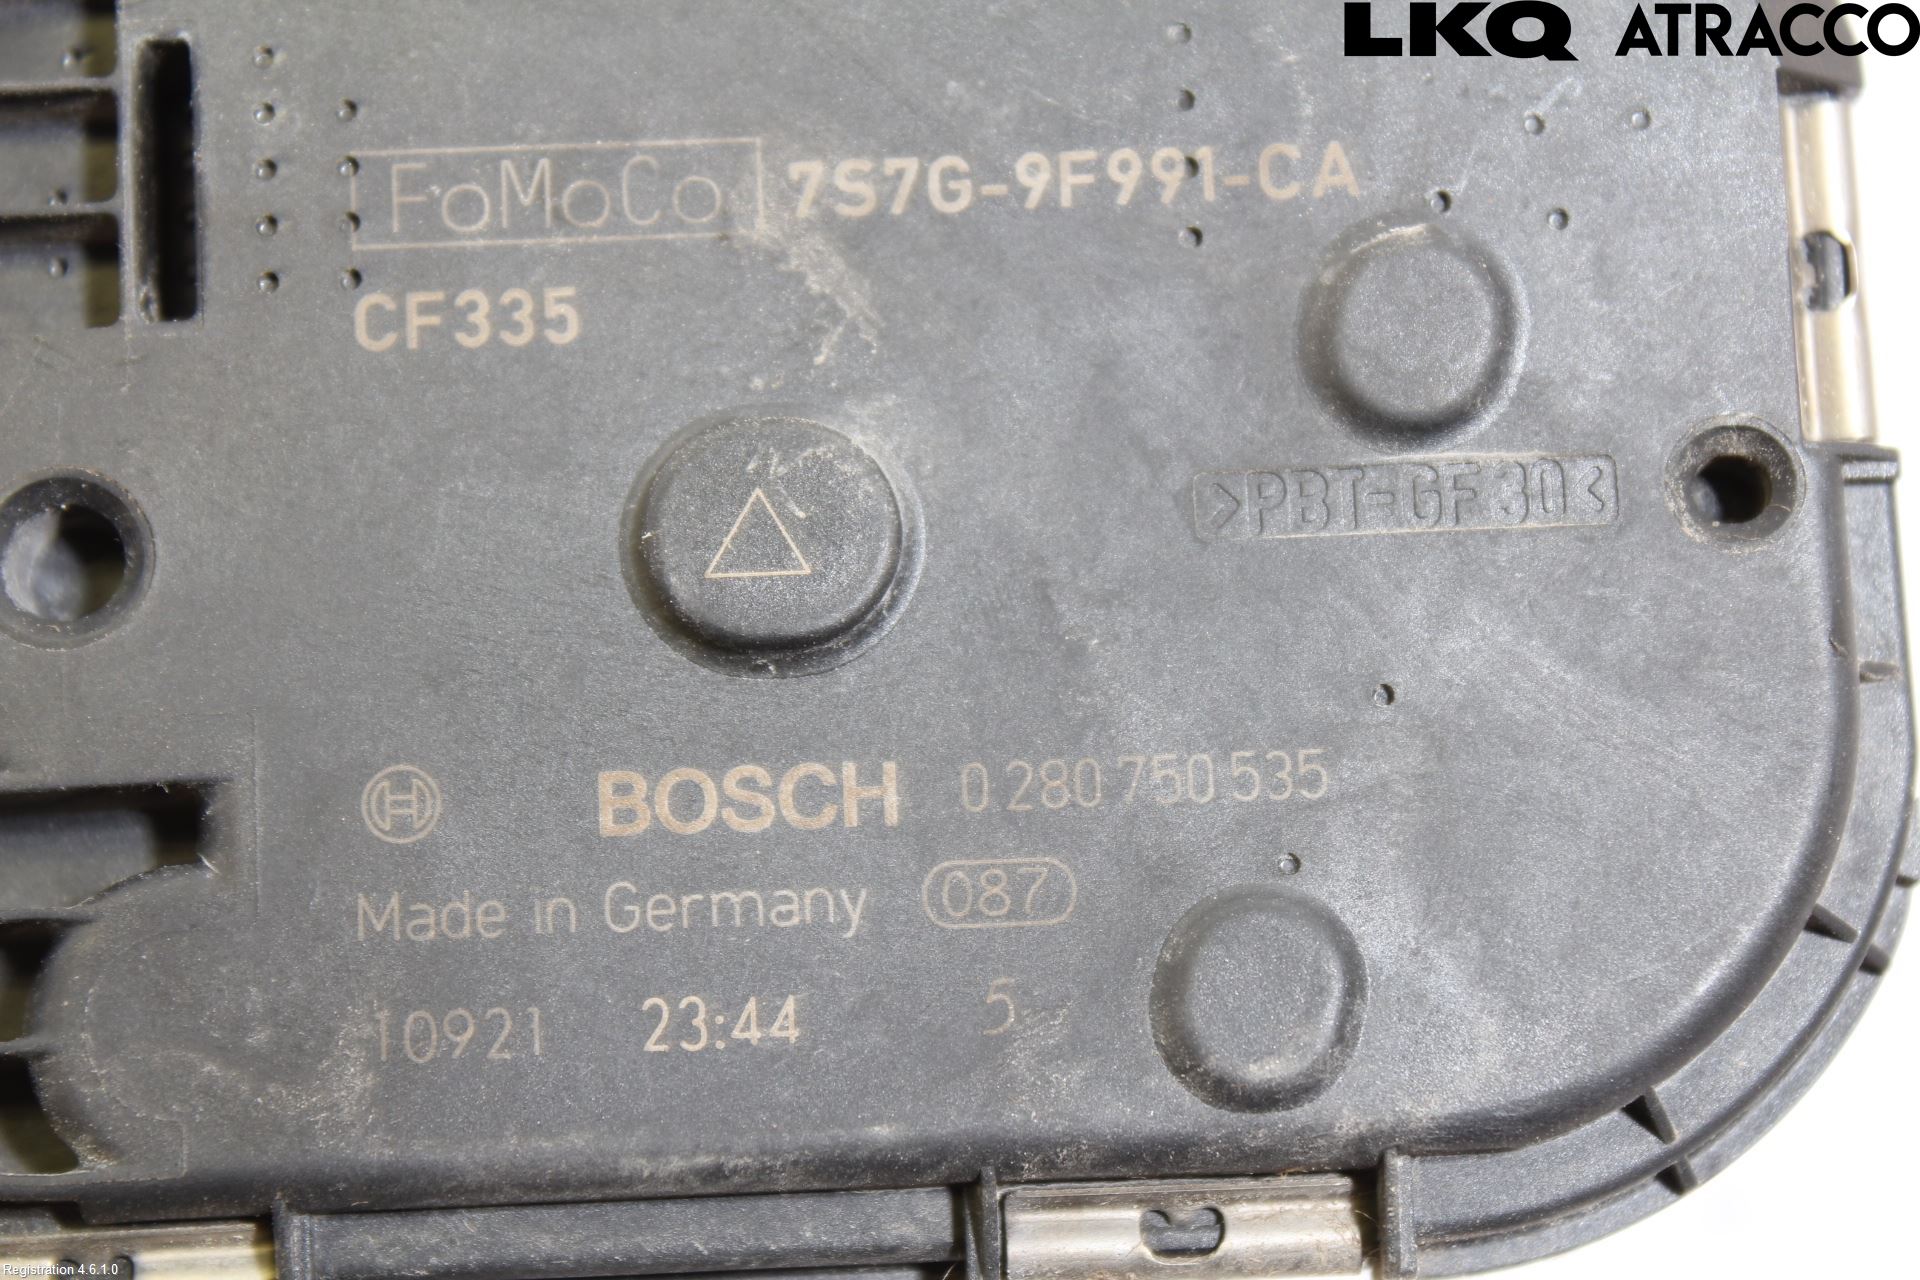 LKQ ATRACCO
FoMoCo 7S7G-9F991-CA
CF335
>PBT-GF30<
BOSCH 0 280 750 535
Made in Germany 087
10921 23:44 5
Registration 4.6.1.0